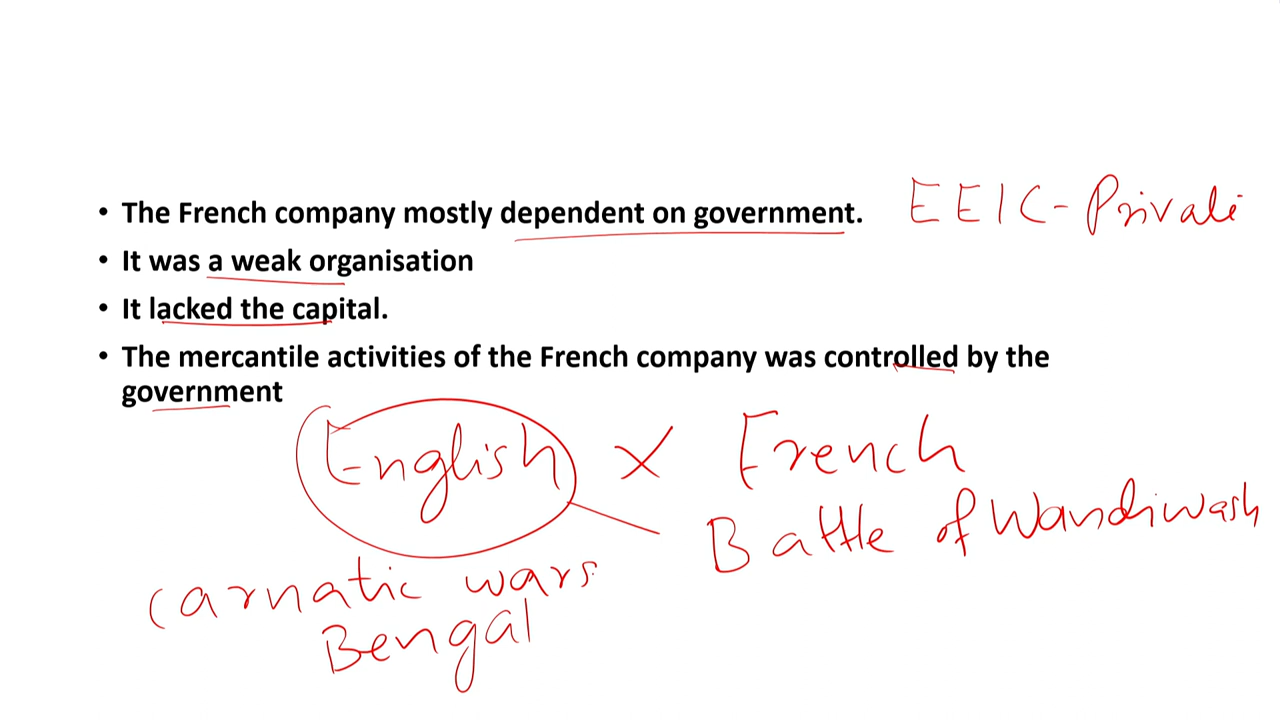 • The French company mostly dependent on government. EEIC-Private
• It was a weak organisation
• It lacked the capital.
• The mercantile activities of the French company was controlled by the
government
English × French
Battle of Wandiwash
Carnatic wars
Bengal